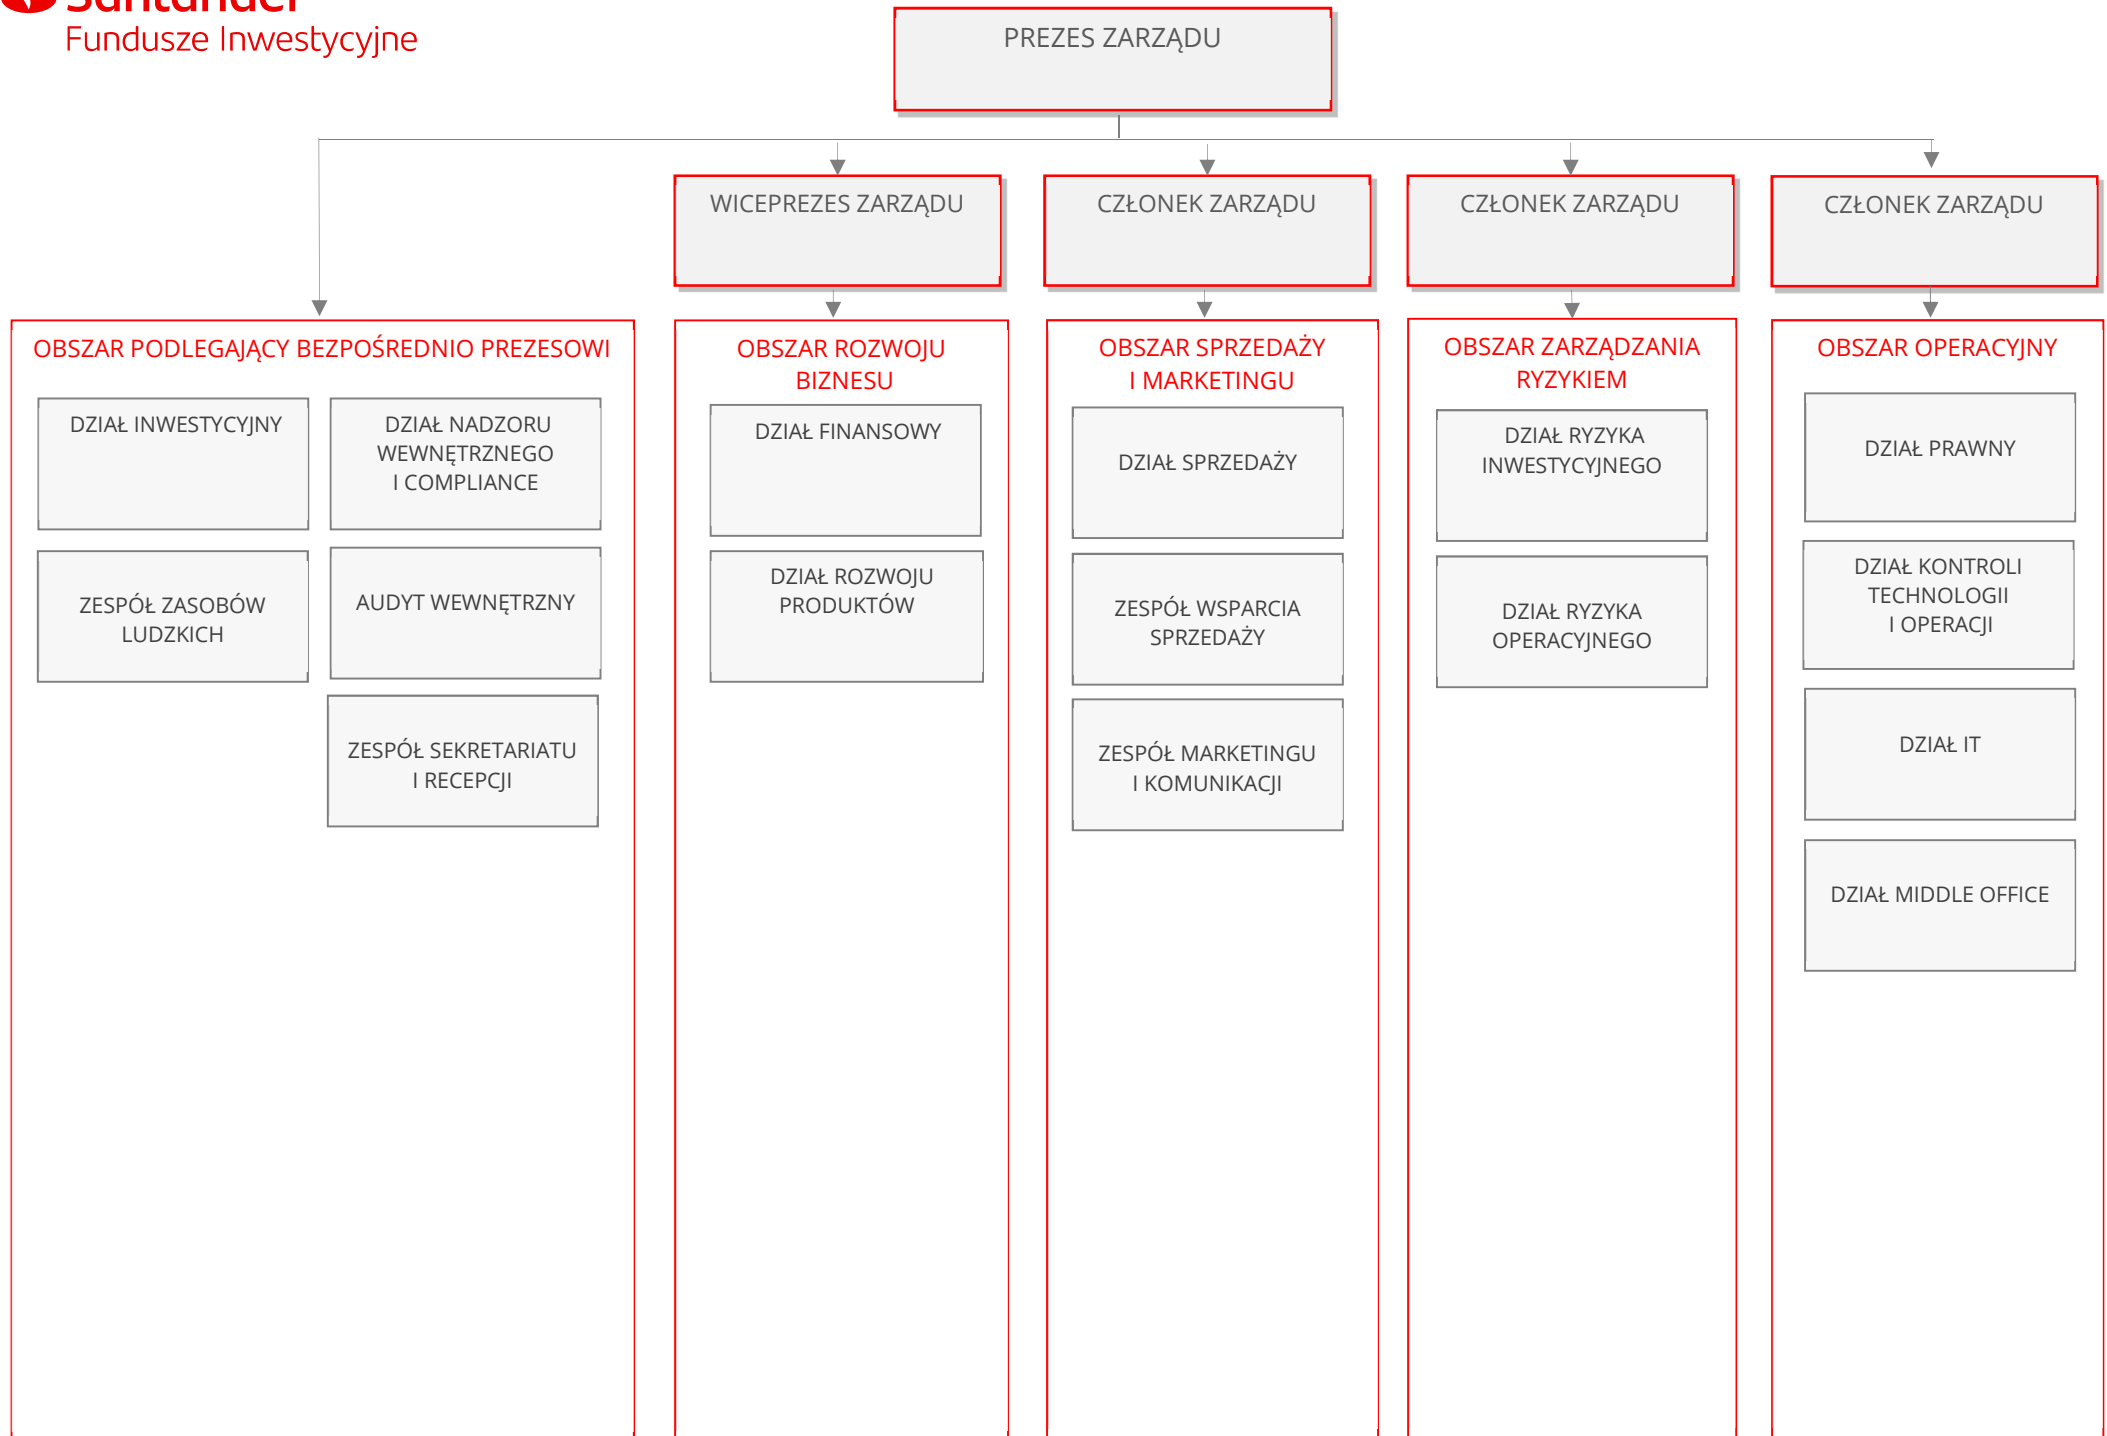 Santander
Fundusze Inwestycyjne
PREZES ZARZĄDU
WICEPREZES ZARZĄDU
CZŁONEK ZARZĄDU
CZŁONEK ZARZĄDU
CZŁONEK ZARZĄDU
OBSZAR PODLEGAJĄCY BEZPOŚREDNIO PREZESOWI
DZIAŁ INWESTYCYJNY
DZIAŁ NADZORU
WEWNĘTRZNEGO
I COMPLIANCE
ZESPÓŁ ZASOBÓW
LUDZKICH
AUDYT WEWNĘTRZNY
ZESPÓŁ SEKRETARIATU
I RECEPCJI
OBSZAR ROZWOJU
BIZNESU
DZIAŁ FINANSOWY
DZIAŁ ROZWOJU
PRODUKTÓW
OBSZAR SPRZEDAŻY
I MARKETINGU
DZIAŁ SPRZEDAŻY
ZESPÓŁ WSPARCIA
SPRZEDAŻY
ZESPÓŁ MARKETINGU
I KOMUNIKACJI
OBSZAR ZARZĄDZANIA
RYZYKIEM
DZIAŁ RYZYKA
INWESTYCYJNEGO
DZIAŁ RYZYKA
OPERACYJNEGO
OBSZAR OPERACYJNY
DZIAŁ PRAWNY
DZIAŁ KONTROLI
TECHNOLOGII
I OPERACJI
DZIAŁ IT
DZIAŁ MIDDLE OFFICE